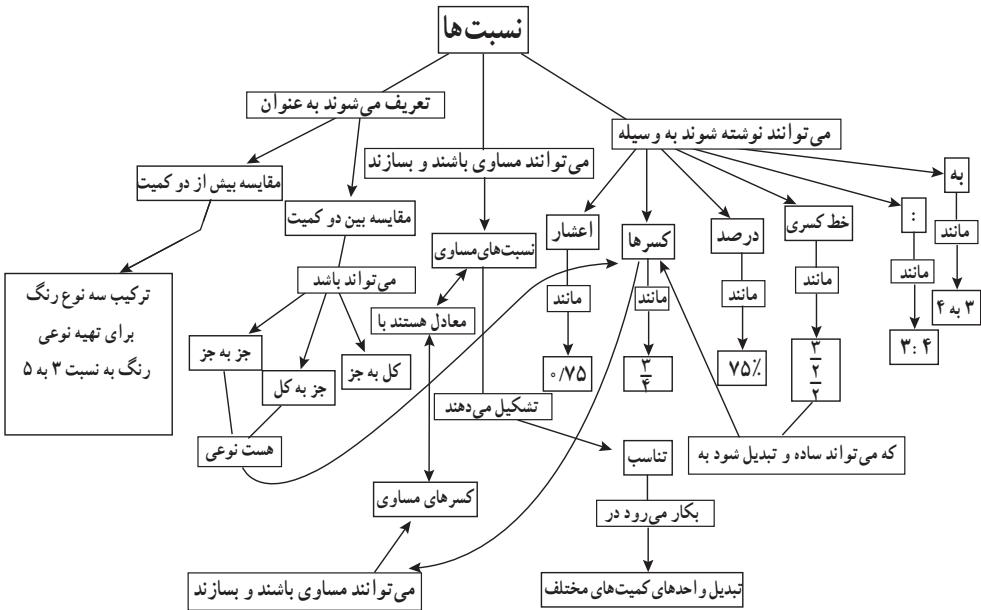 نسبت‌ها
تعریف می‌شوند به عنوان
می‌توانند نوشته شوند به وسیله
می‌توانند مساوی باشند و بسازند
مقایسه بیش از دو کمیت
مقایسه بین دو کمیت
به
:
خط کسری
درصد
کسرها
اعشار
نسبت‌های مساوی
مانند
مانند
مانند
مانند
مانند
مانند
می‌تواند باشد
ترکیب سه نوع رنگ
برای تهیه نوعی
رنگ به نسبت ۳ به ۵
معادل هستند با
۳ به ۴
۳:۴
۳
۲
۲
۷۵٪
۳
۴
۰/۷۵
جز به جز
جز به کل
کل به جز
تشکیل می‌دهند
هست نوعی
تناسب
که می‌تواند ساده و تبدیل شود به
کسرهای مساوی
بکار می‌رود در
می‌توانند مساوی باشند و بسازند
تبدیل واحدهای کمیت‌های مختلف